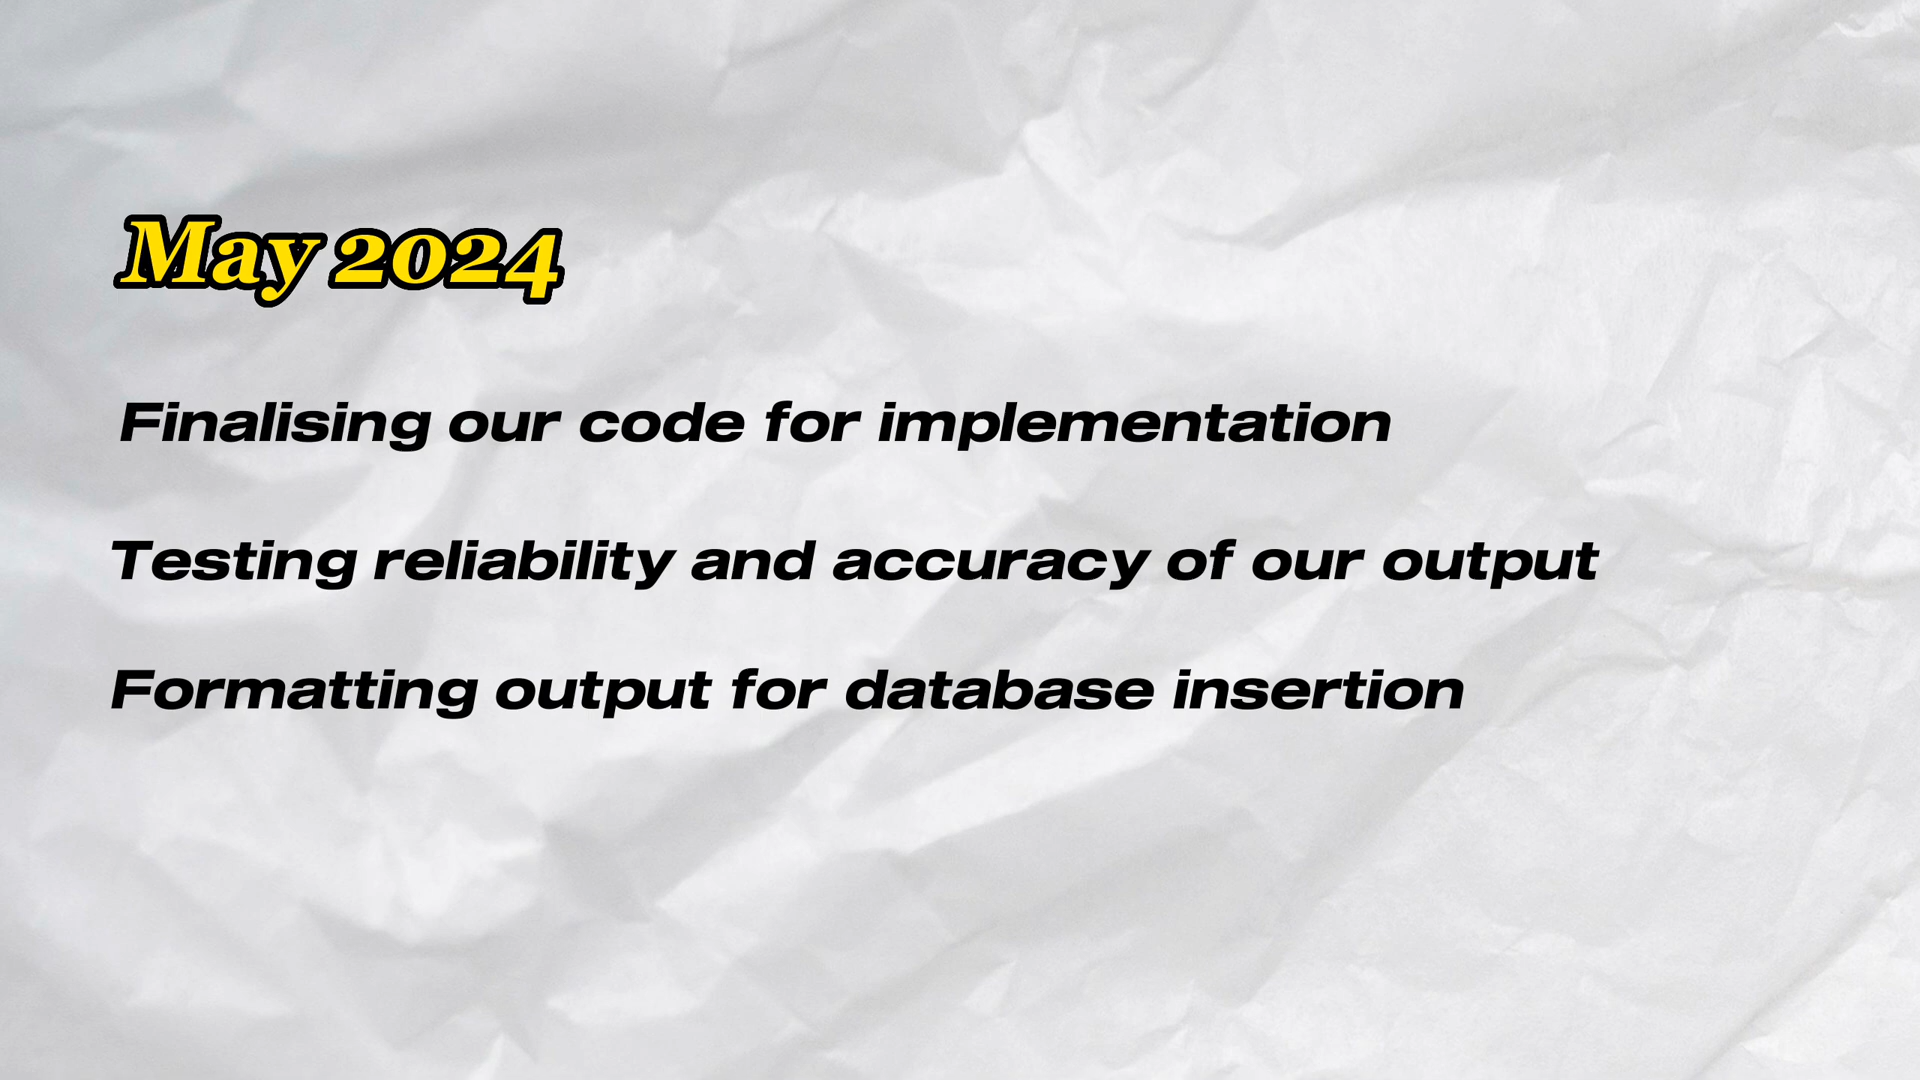 May 2024
Finalising our code for implementation
Testing reliability and accuracy of our output
Formatting output for database insertion